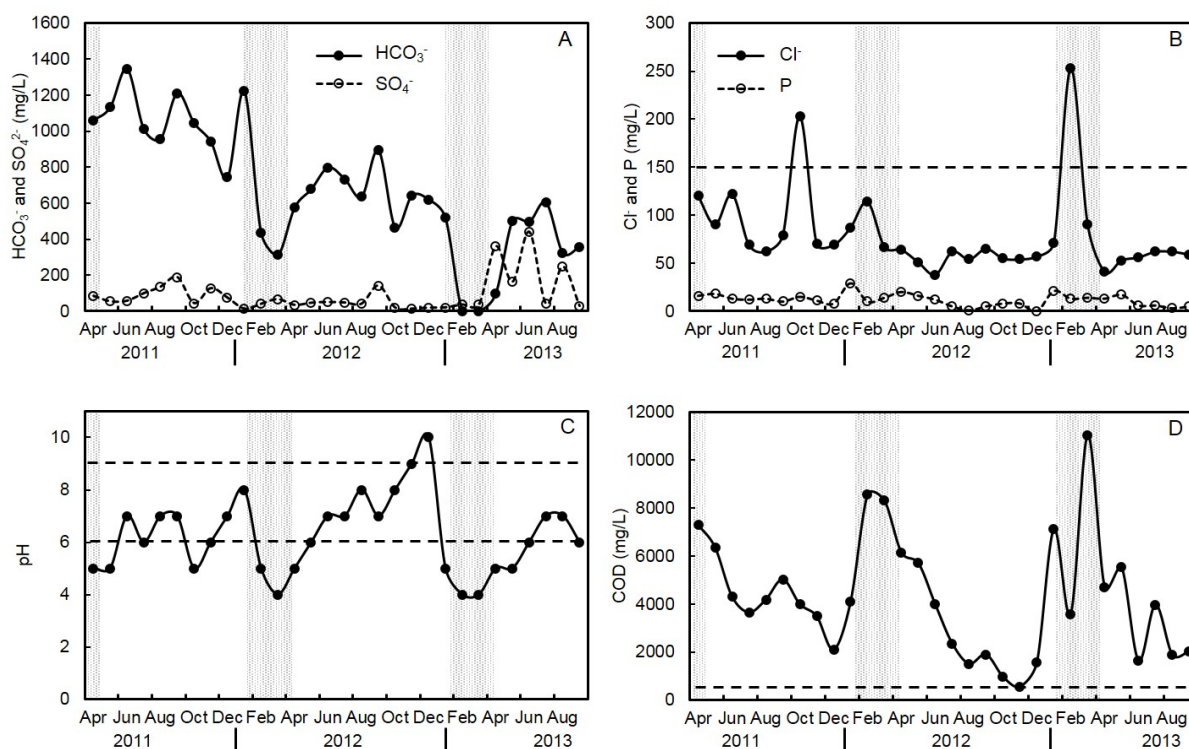 A
HCO₃⁻
SO₄⁻
HCO₃⁻ and SO₄²⁻ (mg/L)
1600
1400
1200
1000
800
600
400
200
0
Apr Jun Aug Oct Dec Feb Apr Jun Aug Oct Dec Feb Apr Jun Aug
2011 2012 2013
B
Cl⁻
P
Cl⁻ and P (mg/L)
300
250
200
150
100
50
0
Apr Jun Aug Oct Dec Feb Apr Jun Aug Oct Dec Feb Apr Jun Aug
2011 2012 2013
C
pH
10
8
6
4
2
0
Apr Jun Aug Oct Dec Feb Apr Jun Aug Oct Dec Feb Apr Jun Aug
2011 2012 2013
D
COD (mg/L)
12000
10000
8000
6000
4000
2000
0
Apr Jun Aug Oct Dec Feb Apr Jun Aug Oct Dec Feb Apr Jun Aug
2011 2012 2013